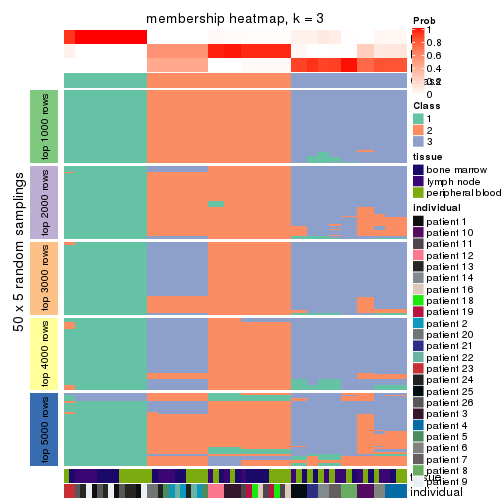 membership heatmap, k = 3
50 x 5 random samplings
top 1000 rows
top 2000 rows
top 3000 rows
top 4000 rows
top 5000 rows
Prob
1
0.8
0.6
0.4
0.2
0
Class
Class
1
2
3
tissue
bone marrow
lymph node
peripheral blood
individual
patient 1
patient 10
patient 11
patient 12
patient 13
patient 14
patient 16
patient 18
patient 19
patient 2
patient 20
patient 21
patient 22
patient 23
patient 24
patient 25
patient 26
patient 3
patient 4
patient 5
patient 6
patient 7
patient 8
patient 9
tissue
individual